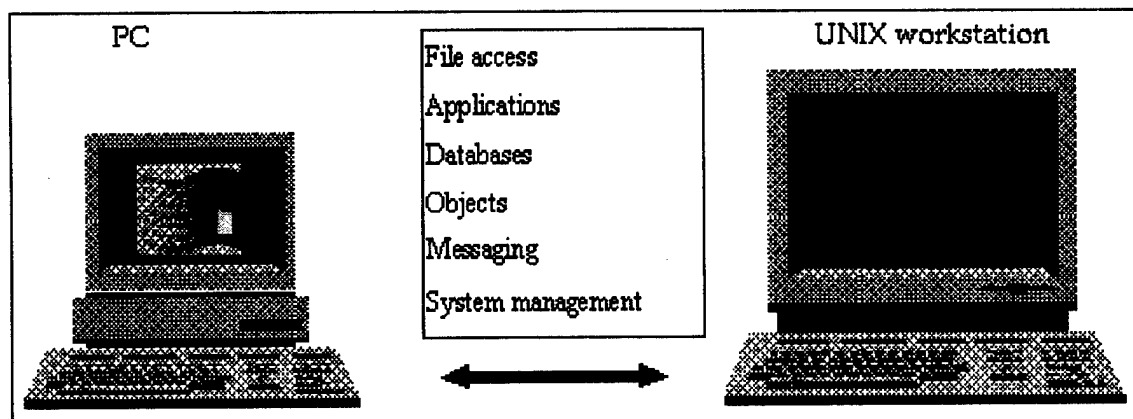 PC
UNIX workstation
File access
Applications
Databases
Objects
Messaging
System management